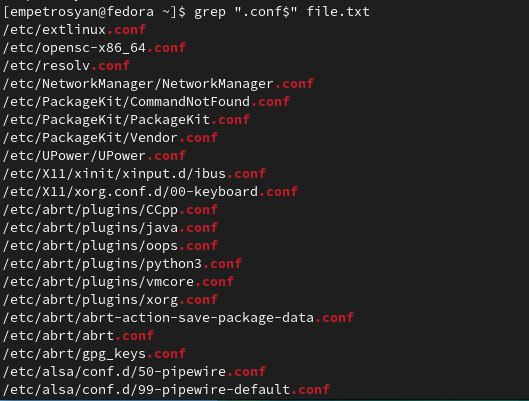 [empetrosyan@fedora ~]$ grep ".conf$" file.txt
/etc/extlinux.conf
/etc/opensc-x86_64.conf
/etc/resolv.conf
/etc/NetworkManager/NetworkManager.conf
/etc/PackageKit/CommandNotFound.conf
/etc/PackageKit/PackageKit.conf
/etc/PackageKit/Vendor.conf
/etc/UPower/UPower.conf
/etc/X11/xinit/xinput.d/ibus.conf
/etc/X11/xorg.conf.d/00-keyboard.conf
/etc/abrt/plugins/CCpp.conf
/etc/abrt/plugins/java.conf
/etc/abrt/plugins/oops.conf
/etc/abrt/plugins/python3.conf
/etc/abrt/plugins/vmcore.conf
/etc/abrt/plugins/xorg.conf
/etc/abrt/abrt-action-save-package-data.conf
/etc/abrt/abrt.conf
/etc/abrt/gpg_keys.conf
/etc/alsa/conf.d/50-pipewire.conf
/etc/alsa/conf.d/99-pipewire-default.conf